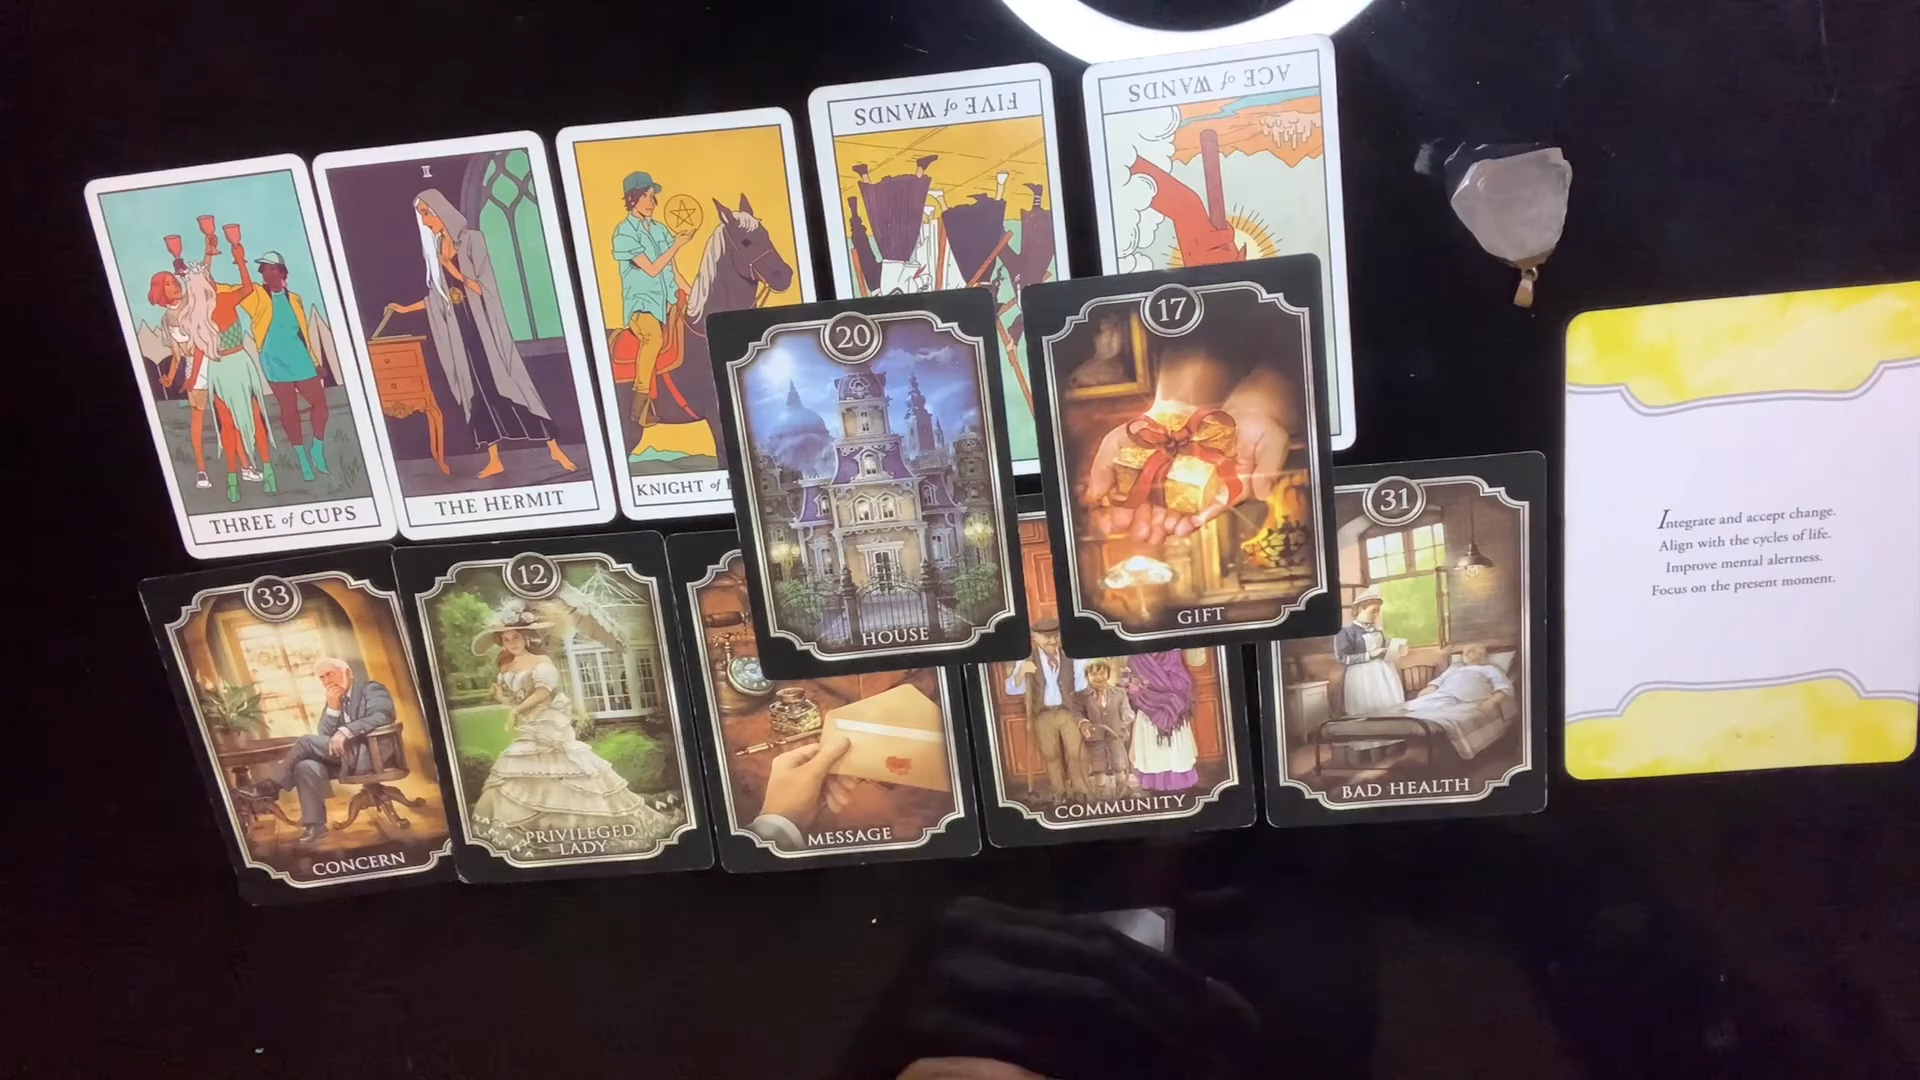 FIVE of WANDS
ACE of WANDS
THREE of CUPS
THE HERMIT
KNIGHT of
20
HOUSE
17
GIFT
33
CONCERN
12
PRIVILEGED
LADY
MESSAGE
COMMUNITY
31
BAD HEALTH
Integrate and accept change.
Align with the cycles of life.
Improve mental alertness.
Focus on the present moment.